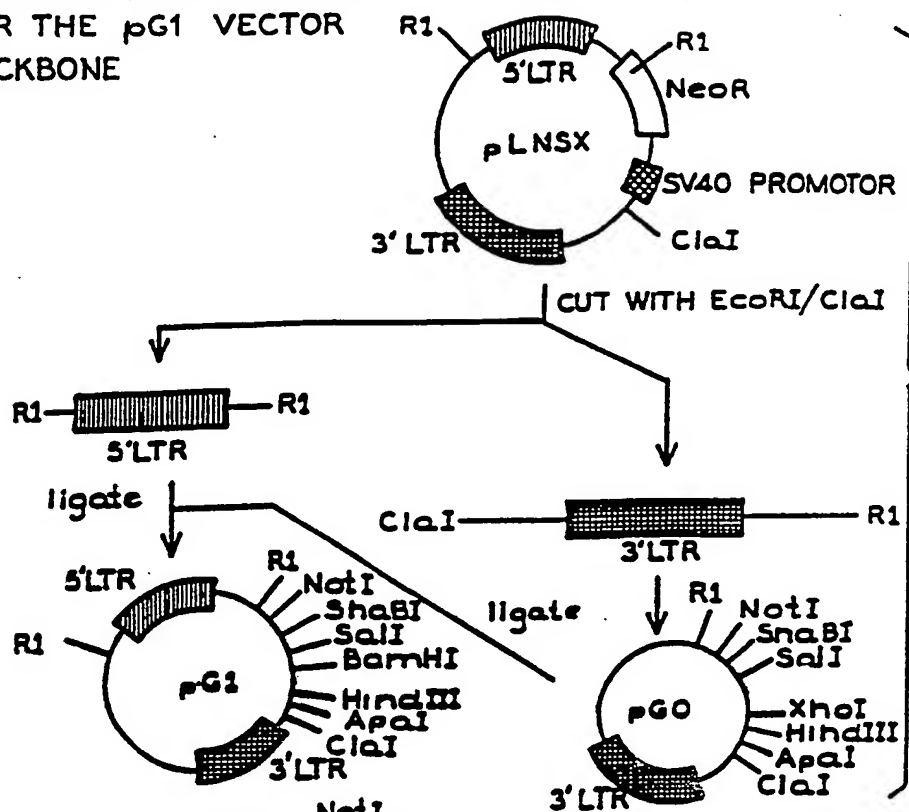 R THE pG1 VECTOR
CKBONE
R1
5'LTR
R1
NeoR
pLNSX
SV40 PROMOTOR
3' LTR
ClaI
CUT WITH EcoRI/ClaI
R1
R1
5'LTR
ligate
ClaI
R1
3'LTR
5'LTR
R1
NotI
ShaBI
SalI
BamHI
R1
pG1
HindIII
ApaI
ClaI
3'LTR
ligate
R1
NotI
SnaBI
SalI
pG0
XhoI
HindIII
ApaI
ClaI
3'LTR
NotI